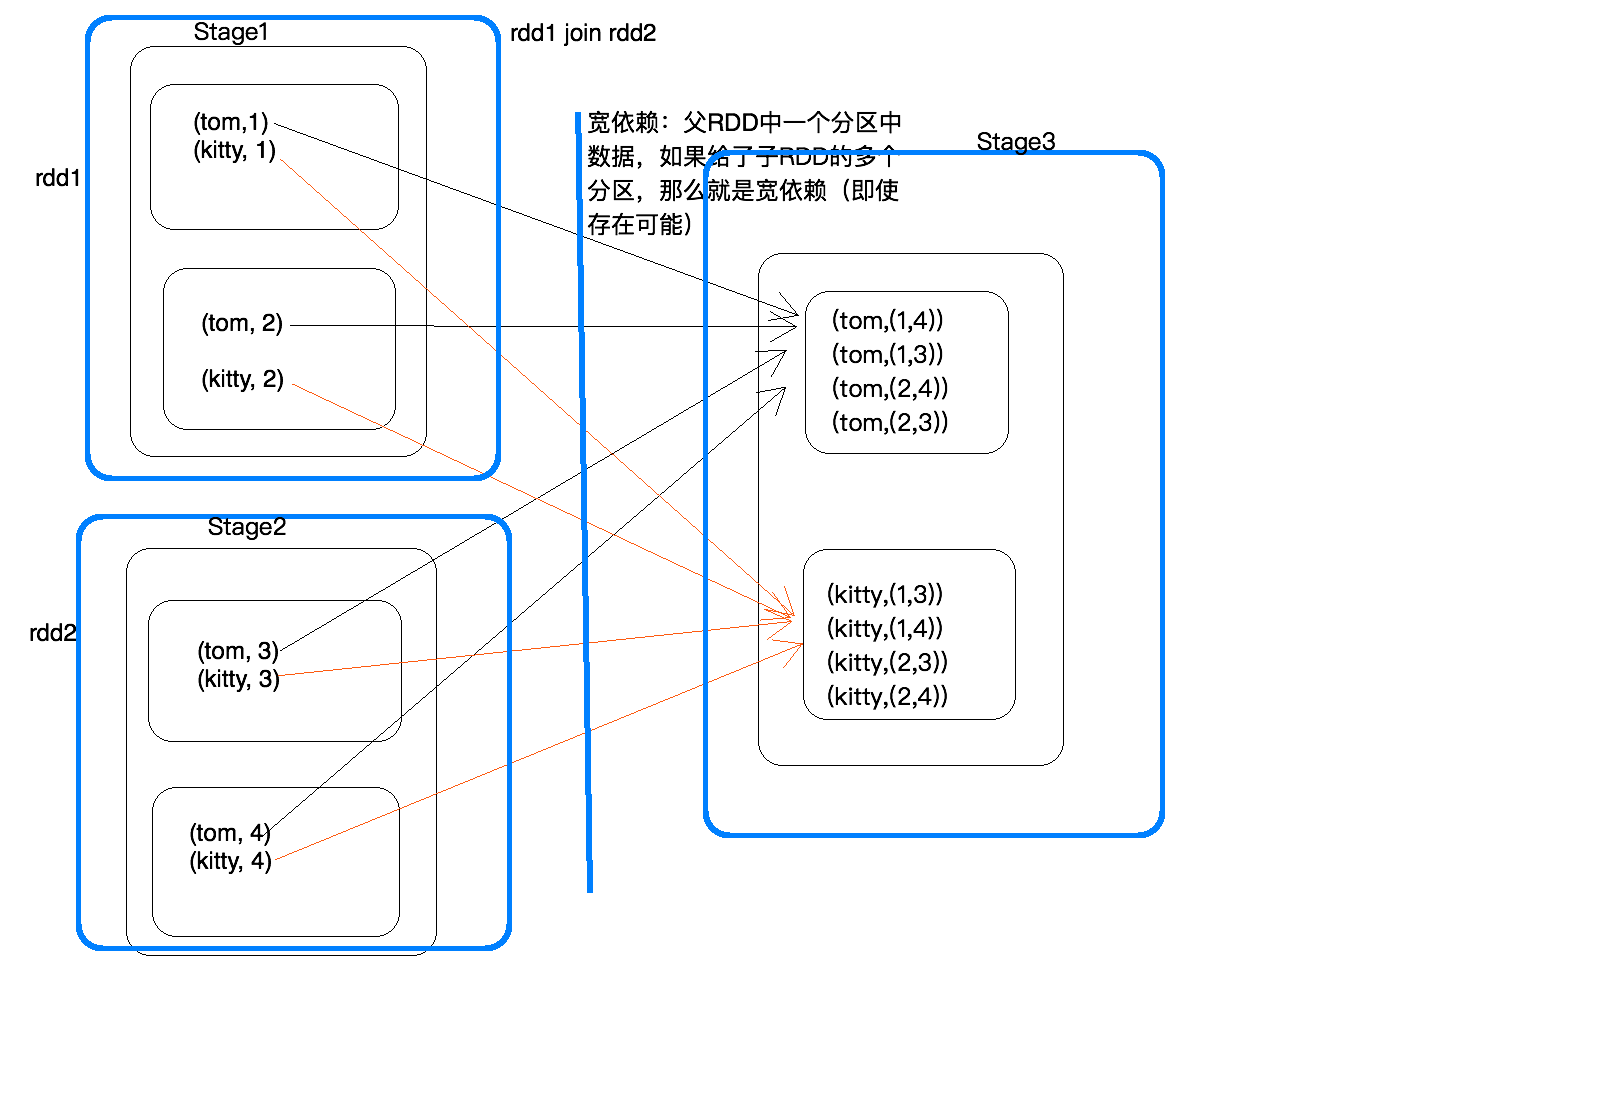 Stage1
rdd1 join rdd2
(tom,1)
(kitty, 1)
rdd1
(tom, 2)
(kitty, 2)
宽依赖：父RDD中一个分区中
数据，如果给了子RDD的多个
分区，那么就是宽依赖（即使
存在可能）
Stage3
(tom,(1,4))
(tom,(1,3))
(tom,(2,4))
(tom,(2,3))
Stage2
rdd2
(tom, 3)
(kitty, 3)
(tom, 4)
(kitty, 4)
(kitty,(1,3))
(kitty,(1,4))
(kitty,(2,3))
(kitty,(2,4))